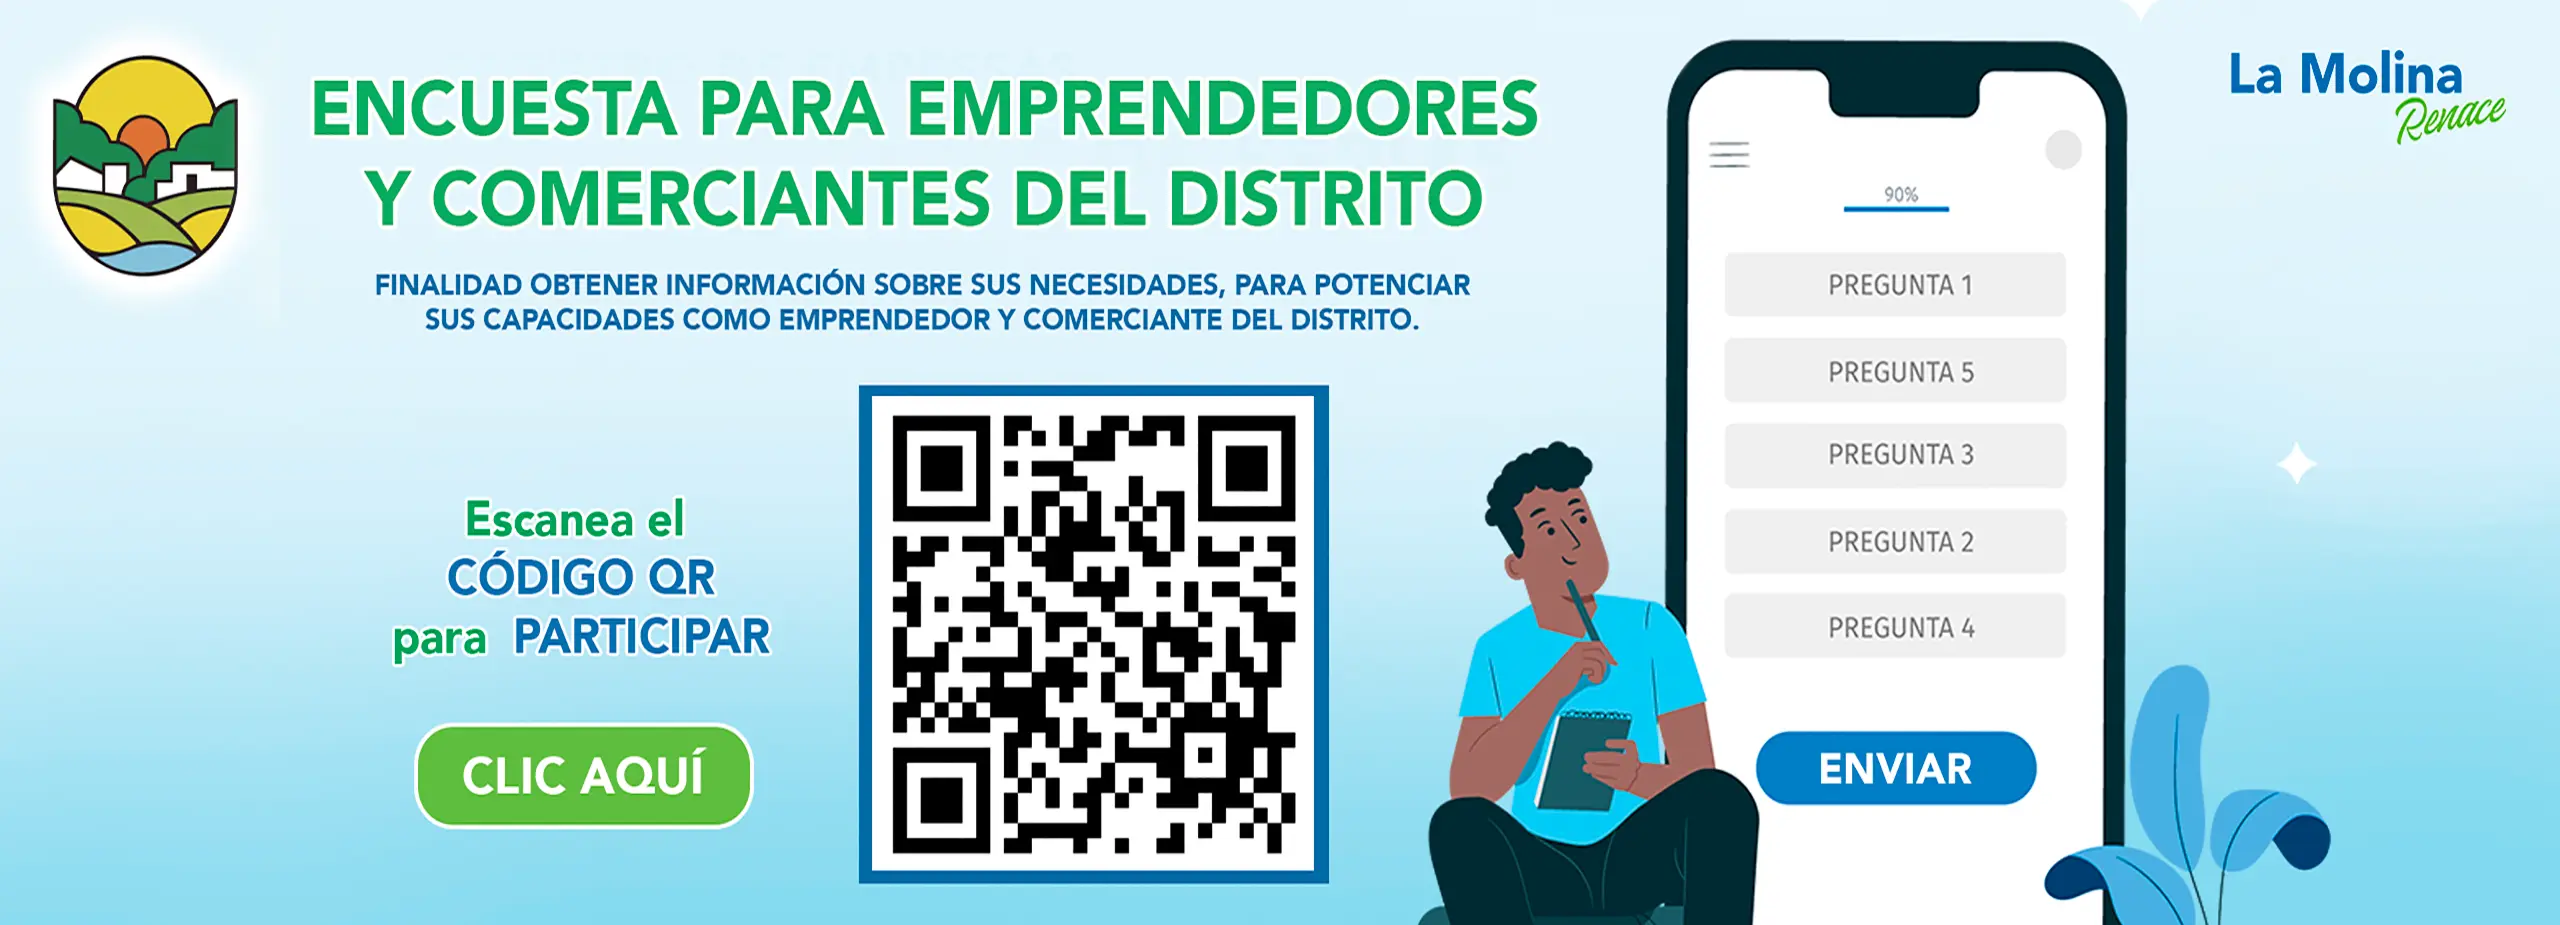 ENCUESTA PARA EMPRENDEDORES
Y COMERCIANTES DEL DISTRITO
FINALIDAD OBTENER INFORMACIÓN SOBRE SUS NECESIDADES, PARA POTENCIAR
SUS CAPACIDADES COMO EMPRENDEDOR Y COMERCIANTE DEL DISTRITO.
Escanea el
CÓDIGO QR
para PARTICIPAR
CLIC AQUÍ
90%
PREGUNTA 1
PREGUNTA 5
PREGUNTA 3
PREGUNTA 2
PREGUNTA 4
ENVIAR
La Molina
Renace